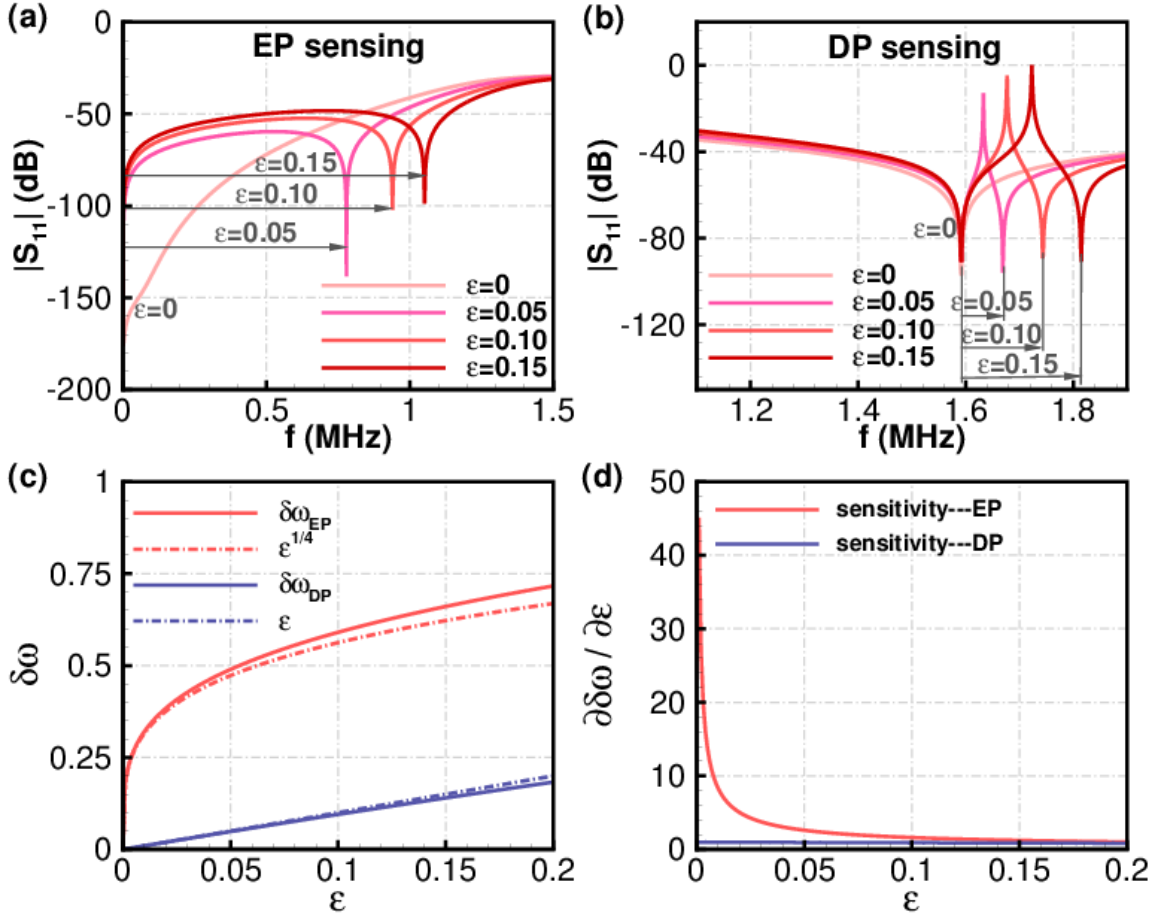 (a)
EP sensing
|S11| (dB)
0
-50
-100
-150
-200
ε=0.15
ε=0.10
ε=0.05
ε=0
ε=0
ε=0.05
ε=0.10
ε=0.15
0
0.5
1
1.5
f (MHz)
(b)
DP sensing
|S11| (dB)
0
-40
-80
-120
ε=0
ε=0.05
ε=0.10
ε=0.15
ε=0
ε=0.05
ε=0.10
ε=0.15
1.2
1.4
1.6
1.8
f (MHz)
(c)
δω
1
0.75
0.5
0.25
0
δωEP
ε1/4
δωDP
ε
0
0.05
0.1
0.15
0.2
ε
(d)
∂δω / ∂ε
50
40
30
20
10
0
sensitivity---EP
sensitivity---DP
0
0.05
0.1
0.15
0.2
ε